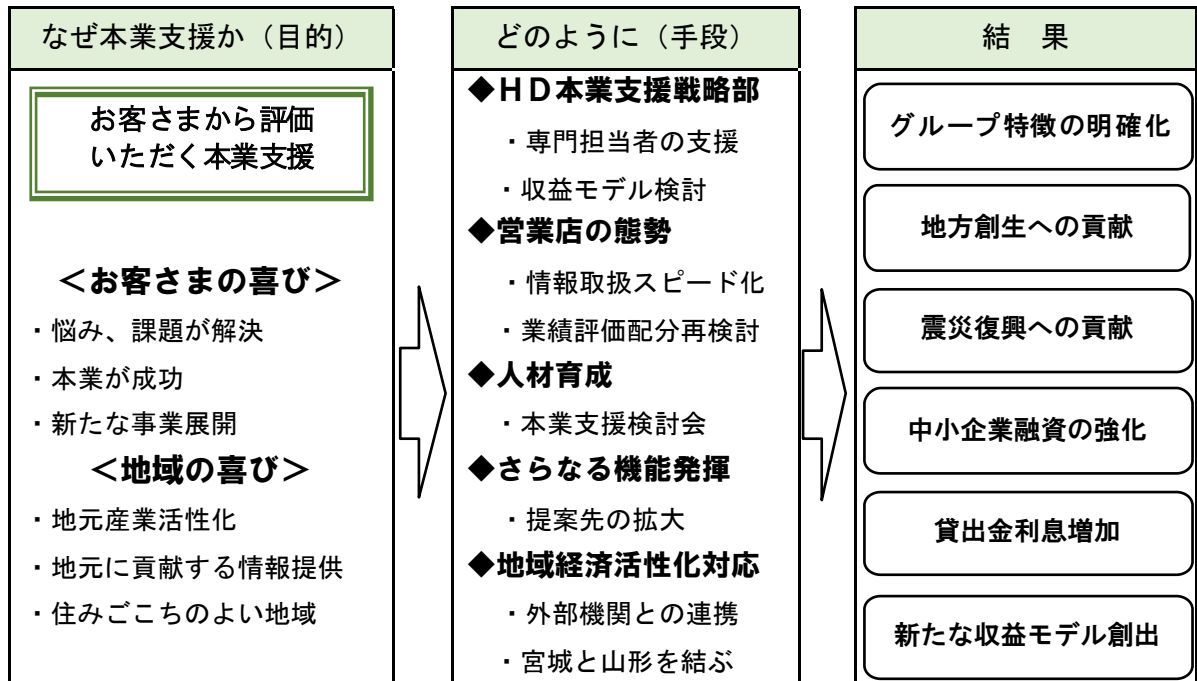 なぜ本業支援か（目的）
お客さまから評価
いただく本業支援
＜お客さまの喜び＞
・悩み、課題が解決
・本業が成功
・新たな事業展開
＜地域の喜び＞
・地元産業活性化
・地元に貢献する情報提供
・住みごこちのよい地域
どのように（手段）
◆ＨＤ本業支援戦略部
・専門担当者の支援
・収益モデル検討
◆営業店の態勢
・情報取扱スピード化
・業績評価配分再検討
◆人材育成
・本業支援検討会
◆さらなる機能発揮
・提案先の拡大
◆地域経済活性化対応
・外部機関との連携
・宮城と山形を結ぶ
結　果
グループ特徴の明確化
地方創生への貢献
震災復興への貢献
中小企業融資の強化
貸出金利息増加
新たな収益モデル創出